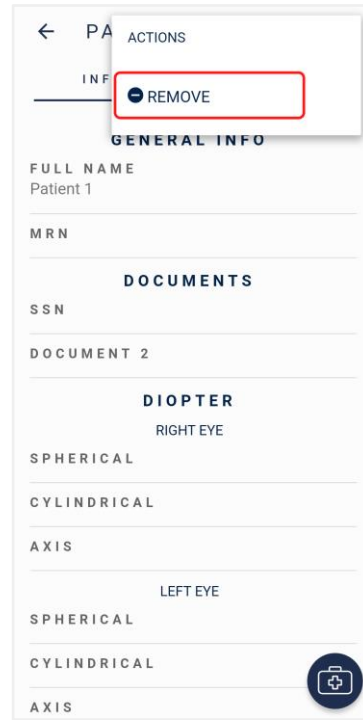 PA
ACTIONS
INF
REMOVE
GENERAL INFO
FULL NAME
Patient 1
MRN
DOCUMENTS
SSN
DOCUMENT 2
DIOPTER
RIGHT EYE
SPHERICAL
CYLINDRICAL
AXIS
LEFT EYE
SPHERICAL
CYLINDRICAL
AXIS